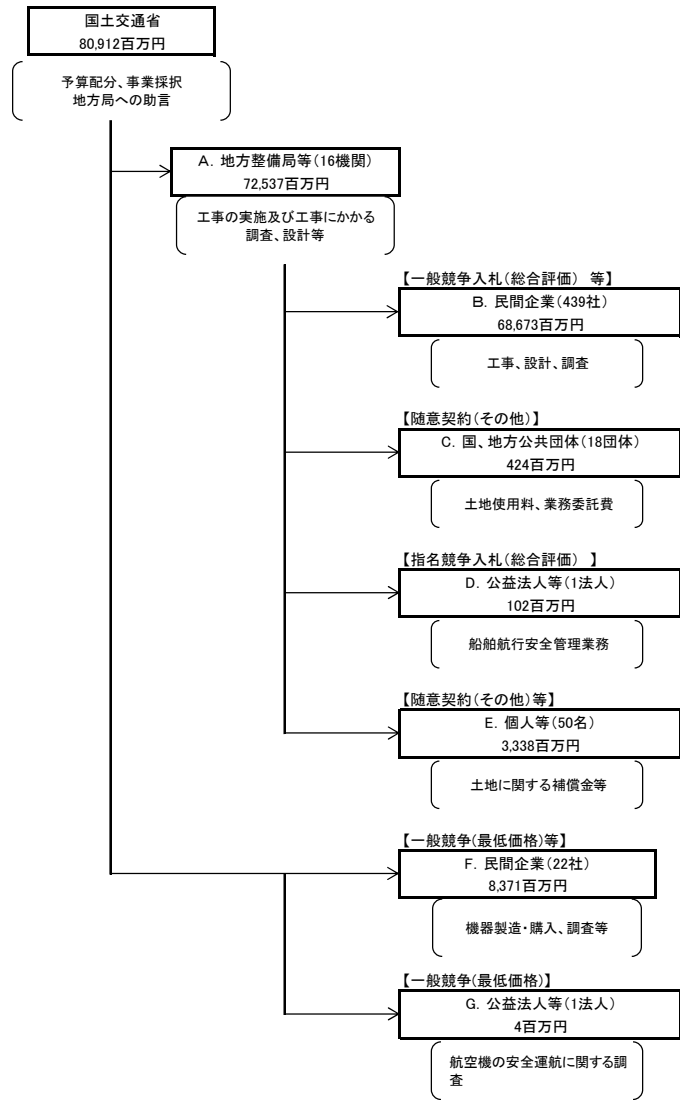 国土交通省
80,912百万円
予算配分、事業採択
地方局への助言
A. 地方整備局等(16機関)
72,537百万円
工事の実施及び工事にかかる
調査、設計等
【一般競争入札(総合評価) 等】
B. 民間企業(439社)
68,673百万円
工事、設計、調査
【随意契約(その他)】
C. 国、地方公共団体(18団体)
424百万円
土地使用料、業務委託費
【指名競争入札(総合評価) 】
D. 公益法人等(1法人)
102百万円
船舶航行安全管理業務
【随意契約(その他)等】
E. 個人等(50名)
3,338百万円
土地に関する補償金等
【一般競争(最低価格)等】
F. 民間企業(22社)
8,371百万円
機器製造・購入、調査等
【一般競争(最低価格)】
G. 公益法人等(1法人)
4百万円
航空機の安全運航に関する調
査